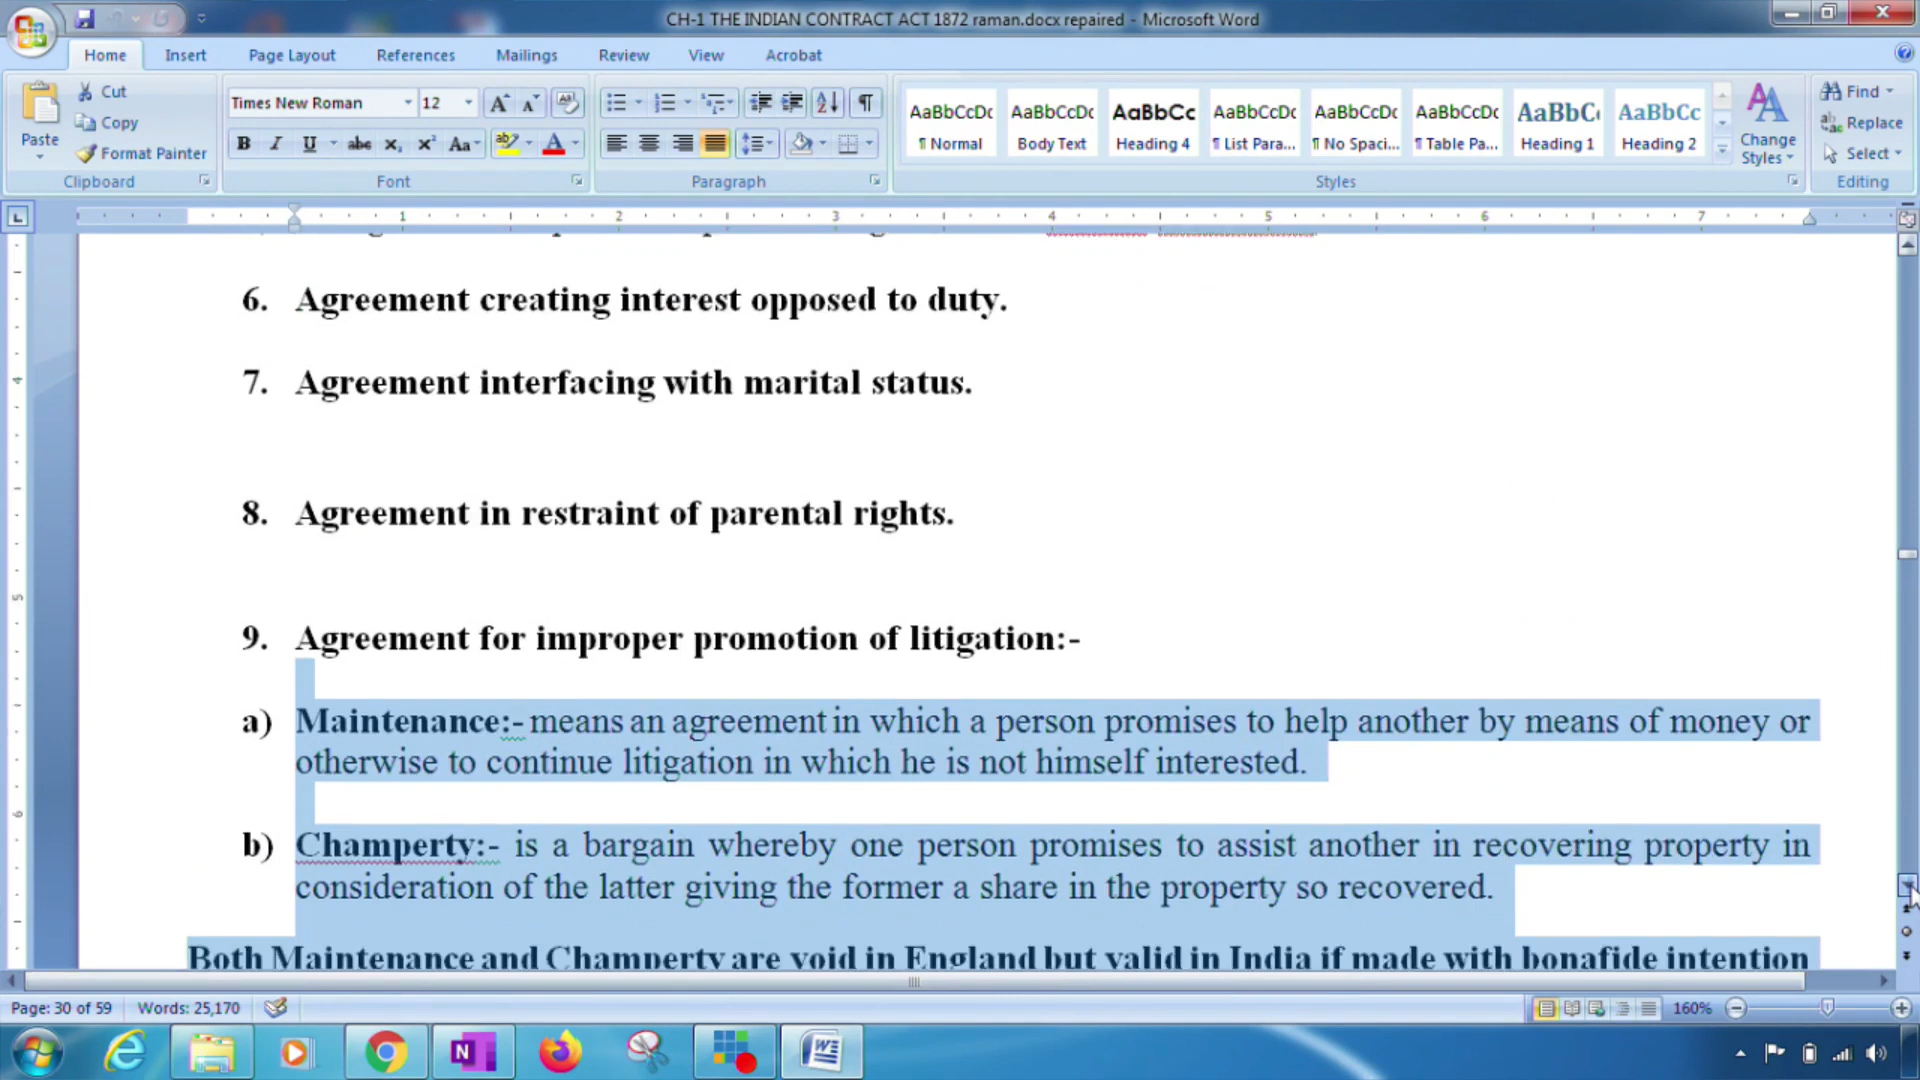 CH-1 THE INDIAN CONTRACT ACT 1872 raman.docx repaired - Microsoft Word
Home Insert Page Layout References Mailings Review View Acrobat
Paste
Cut
Copy
Format Painter
Clipboard
Times New Roman 12
Font
Paragraph
AaBbCcDc AaBbCcDc AaBbCc AaBbCcDc AaBbCcDc AaBbCcDc AaBbC AaBbCc
¶ Normal Body Text Heading 4 ¶ List Para... ¶ No Spaci... ¶ Table Pa... Heading 1 Heading 2
Change Styles
Styles
Find
Replace
Select
Editing
1 2 3 4 5 6 7
6. Agreement creating interest opposed to duty.
7. Agreement interfacing with marital status.
8. Agreement in restraint of parental rights.
9. Agreement for improper promotion of litigation:-
a) Maintenance:- means an agreement in which a person promises to help another by means of money or
otherwise to continue litigation in which he is not himself interested.
b) Champerty:- is a bargain whereby one person promises to assist another in recovering property in
consideration of the latter giving the former a share in the property so recovered.
Both Maintenance and Champerty are void in England but valid in India if made with bonafide intention
Page: 30 of 59 Words: 25,170 160%